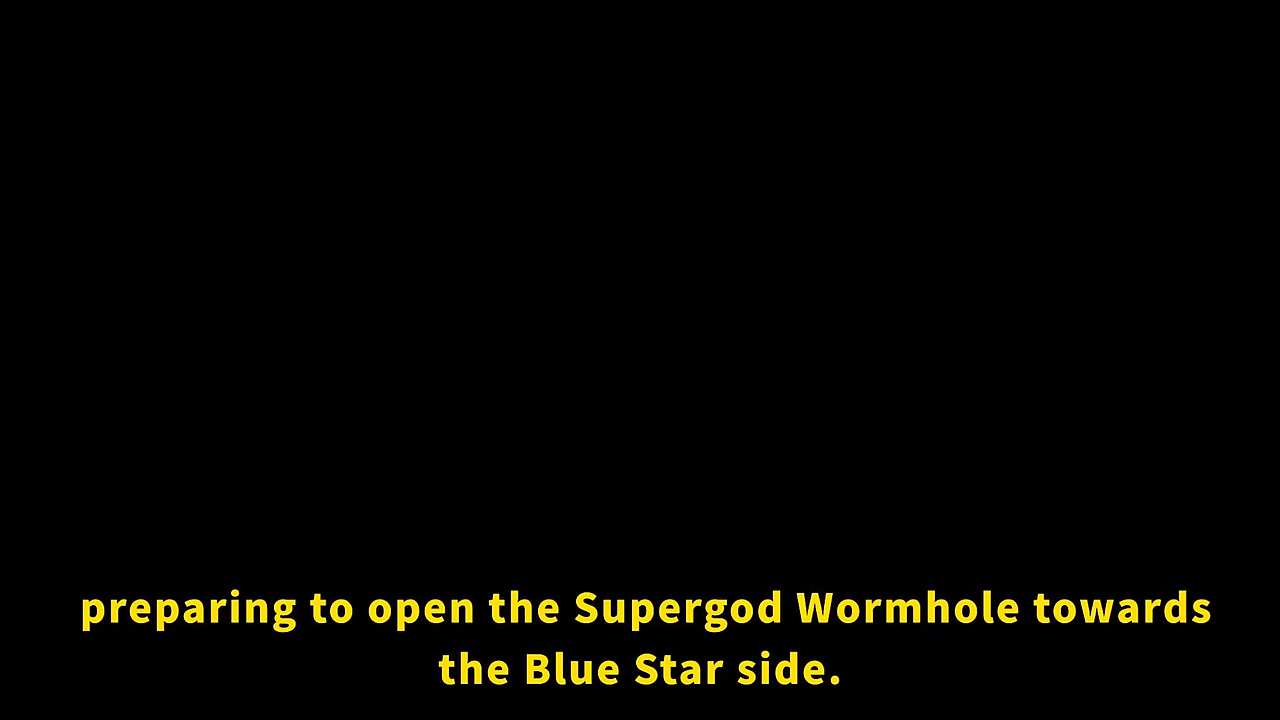 preparing to open the Supergod Wormhole towards
the Blue Star side.